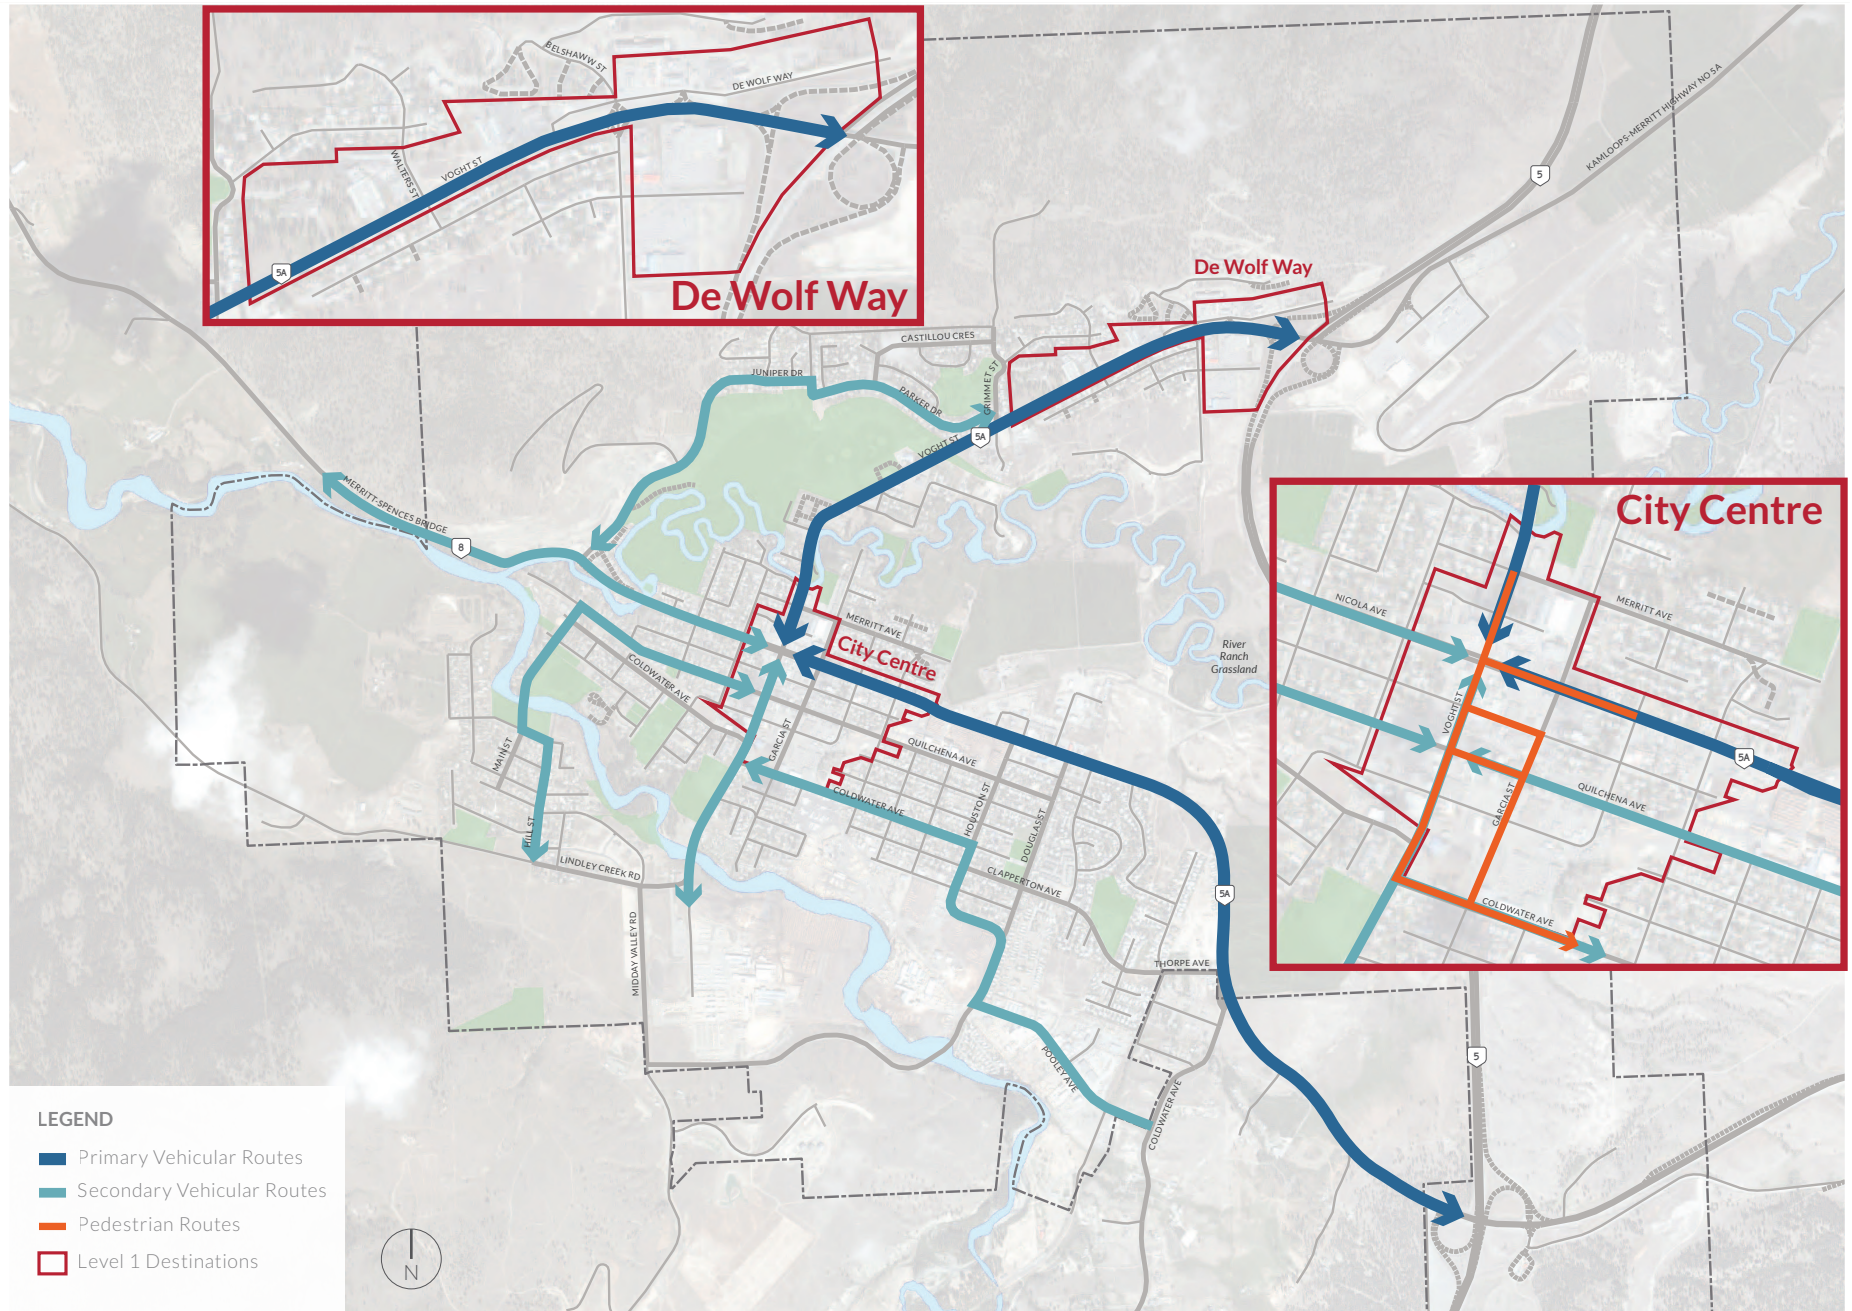 BELSHAWW ST
DE WOLF WAY
WALTERS ST
VOGHT ST
5A
De Wolf Way
KAMLOOPS-MERRITT HIGHWAY NO 5A
5
De Wolf Way
CASTILLOU CRES
JUNIPER DR
PARKER DR
GRIMMET ST
VOGHT ST
5A
MERRITT-SPENCES BRIDGE
8
MERRITT AVE
City Centre
COLDWATER AVE
GARCIA ST
MAIN ST
HILL ST
LINDLEY CREEK RD
MIDDAY VALLEY RD
QUILCHENA AVE
COLDWATER AVE
HOUSTON ST
DOUGLAS ST
CLAPPERTON AVE
5A
THORPE AVE
POOLEY AVE
COLDWATER AVE
5
River
Ranch
Grassland
City Centre
NICOLA AVE
MERRITT AVE
VOGHT ST
5A
GARCIA ST
QUILCHENA AVE
COLDWATER AVE
LEGEND
Primary Vehicular Routes
Secondary Vehicular Routes
Pedestrian Routes
Level 1 Destinations
N